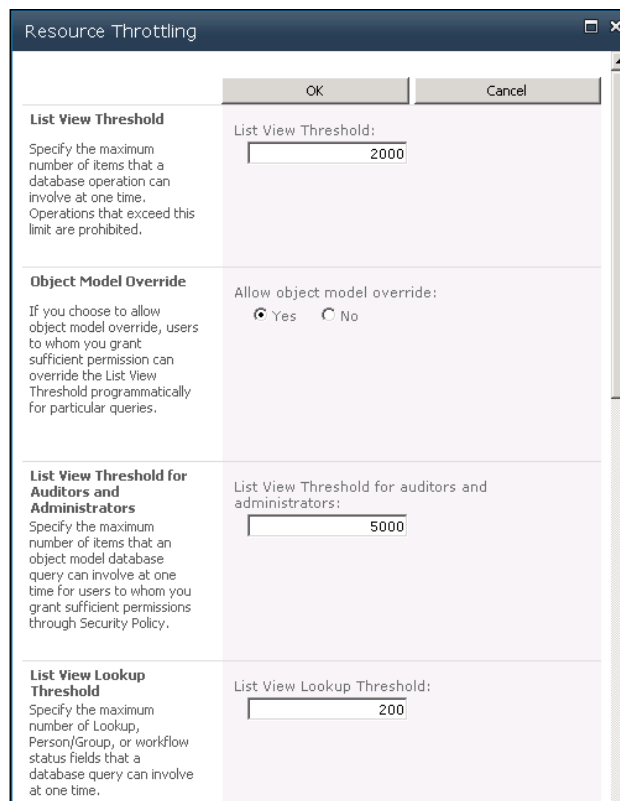 Resource Throttling
OK
Cancel
List View Threshold
Specify the maximum
number of items that a
database operation can
involve at one time.
Operations that exceed this
limit are prohibited.
List View Threshold:
2000
Object Model Override
If you choose to allow
object model override, users
to whom you grant
sufficient permission can
override the List View
Threshold programmatically
for particular queries.
Allow object model override:
Yes No
List View Threshold for
Auditors and
Administrators
Specify the maximum
number of items that an
object model database
query can involve at one
time for users to whom you
grant sufficient permissions
through Security Policy.
List View Threshold for auditors and
administrators:
5000
List View Lookup
Threshold
Specify the maximum
number of Lookup,
Person/Group, or workflow
status fields that a
database query can involve
at one time.
List View Lookup Threshold:
200